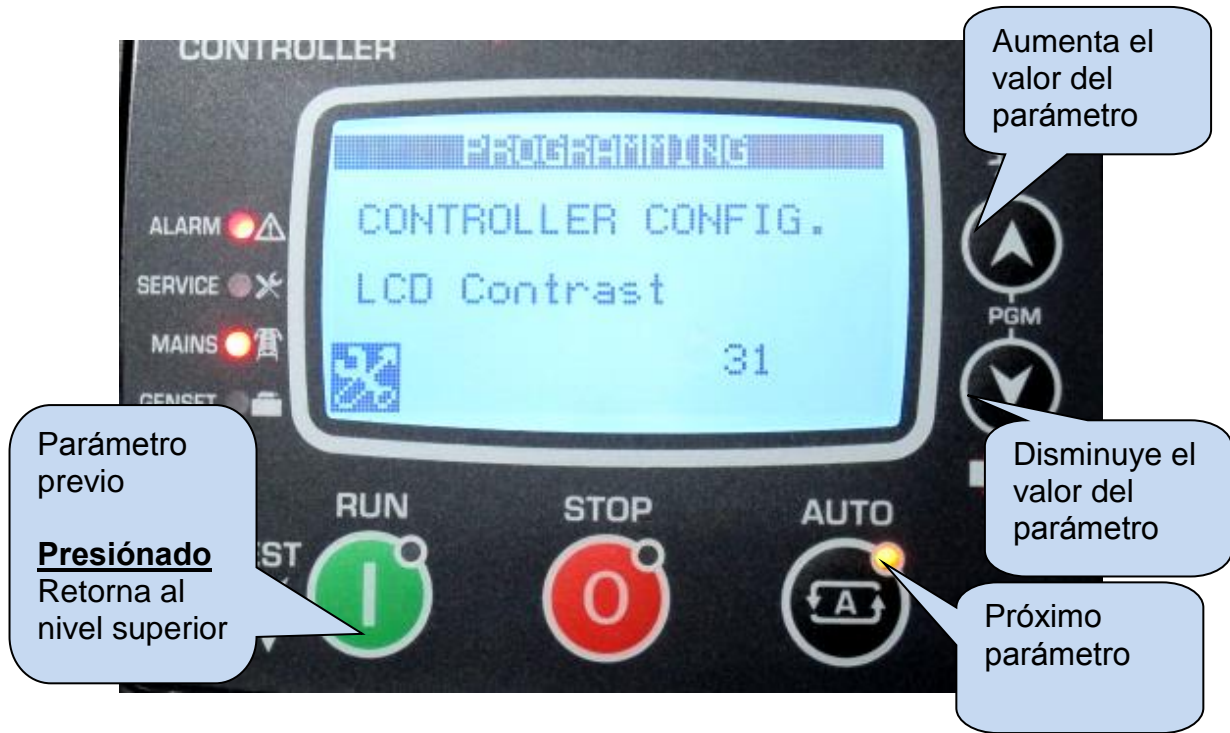 CONTROLLER
Aumenta el
valor del
parámetro
PROGRAMMING
CONTROLLER CONFIG.
LCD Contrast
31
ALARM
SERVICE
MAINS
GENSET
PGM
Parámetro
previo
Presiónado
Retorna al
nivel superior
RUN
STOP
AUTO
A
Disminuye el
valor del
parámetro
Próximo
parámetro